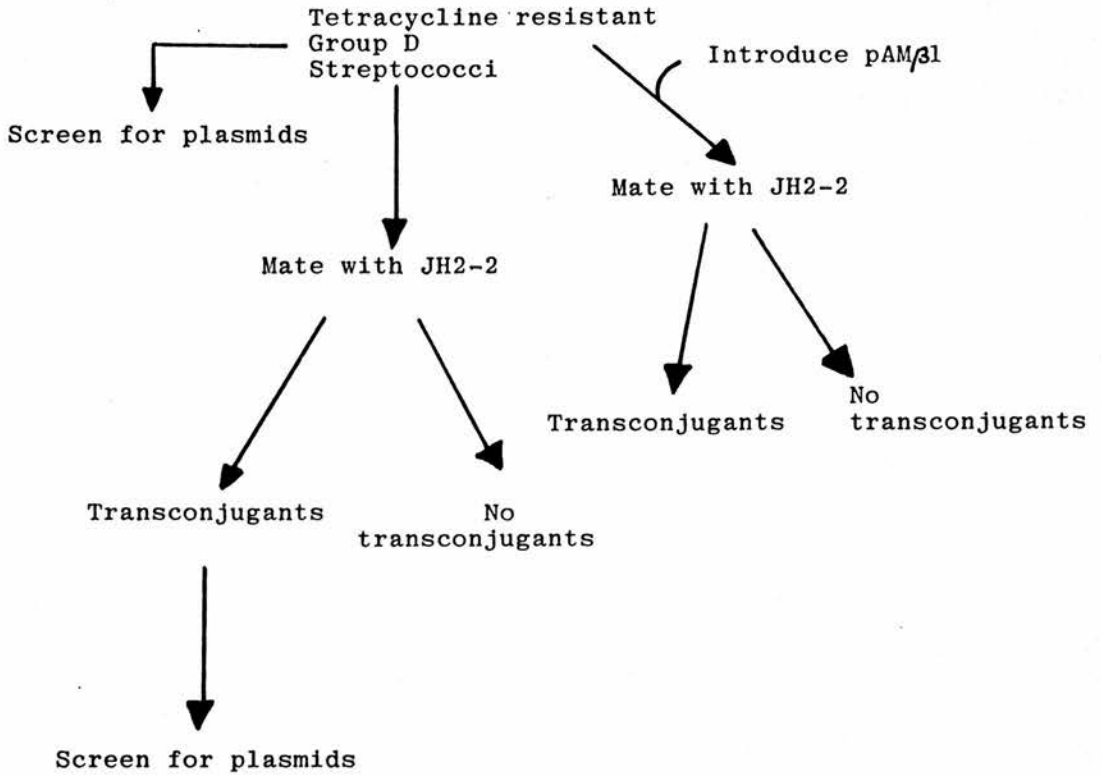 Tetracycline resistant
Group D
Streptococci
Introduce pAMβ1
Screen for plasmids
Mate with JH2-2
Mate with JH2-2
Transconjugants
No
transconjugants
Transconjugants
No
transconjugants
Screen for plasmids